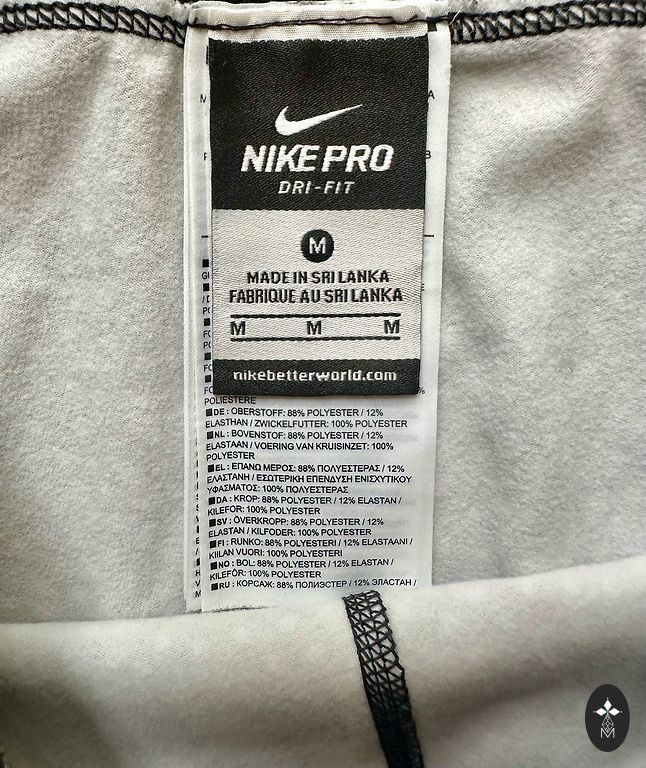 NIKE PRO
DRI-FIT
M
MADE IN SRI LANKA
FABRIQUE AU SRI LANKA
M M M
nikebetterworld.com
POLIESTERE
DE : OBERSTOFF: 88% POLYESTER / 12%
ELASTHAN / ZWICKELFUTTER: 100% POLYESTER
NL : BOVENSTOF: 88% POLYESTER / 12%
ELASTAAN / VOERING VAN KRUISINZET: 100%
POLYESTER
EL : ΕΠΑΝΩ ΜΕΡΟΣ: 88% ΠΟΛΥΕΣΤΕΡΑΣ / 12%
ΕΛΑΣΤΑΝΗ / ΕΣΩΤΕΡΙΚΗ ΕΠΕΝΔΥΣΗ ΕΝΙΣΧΥΤΙΚΟΥ
ΥΦΑΣΜΑΤΟΣ: 100% ΠΟΛΥΕΣΤΕΡΑΣ
DA : KROP: 88% POLYESTER / 12% ELASTAN /
KILEFOR: 100% POLYESTER
SV : ÖVERKROPP: 88% POLYESTER / 12%
ELASTAN / KILFODER: 100% POLYESTER
FI : RUNKO: 88% POLYESTERI / 12% ELASTAANI /
KIILAN VUORI: 100% POLYESTERI
NO : BOL: 88% POLYESTER / 12% ELASTAN /
KILEFÔR: 100% POLYESTER
RU : КОРСАЖ: 88% ПОЛИЭСТЕР / 12% ЭЛАСТАН /
M